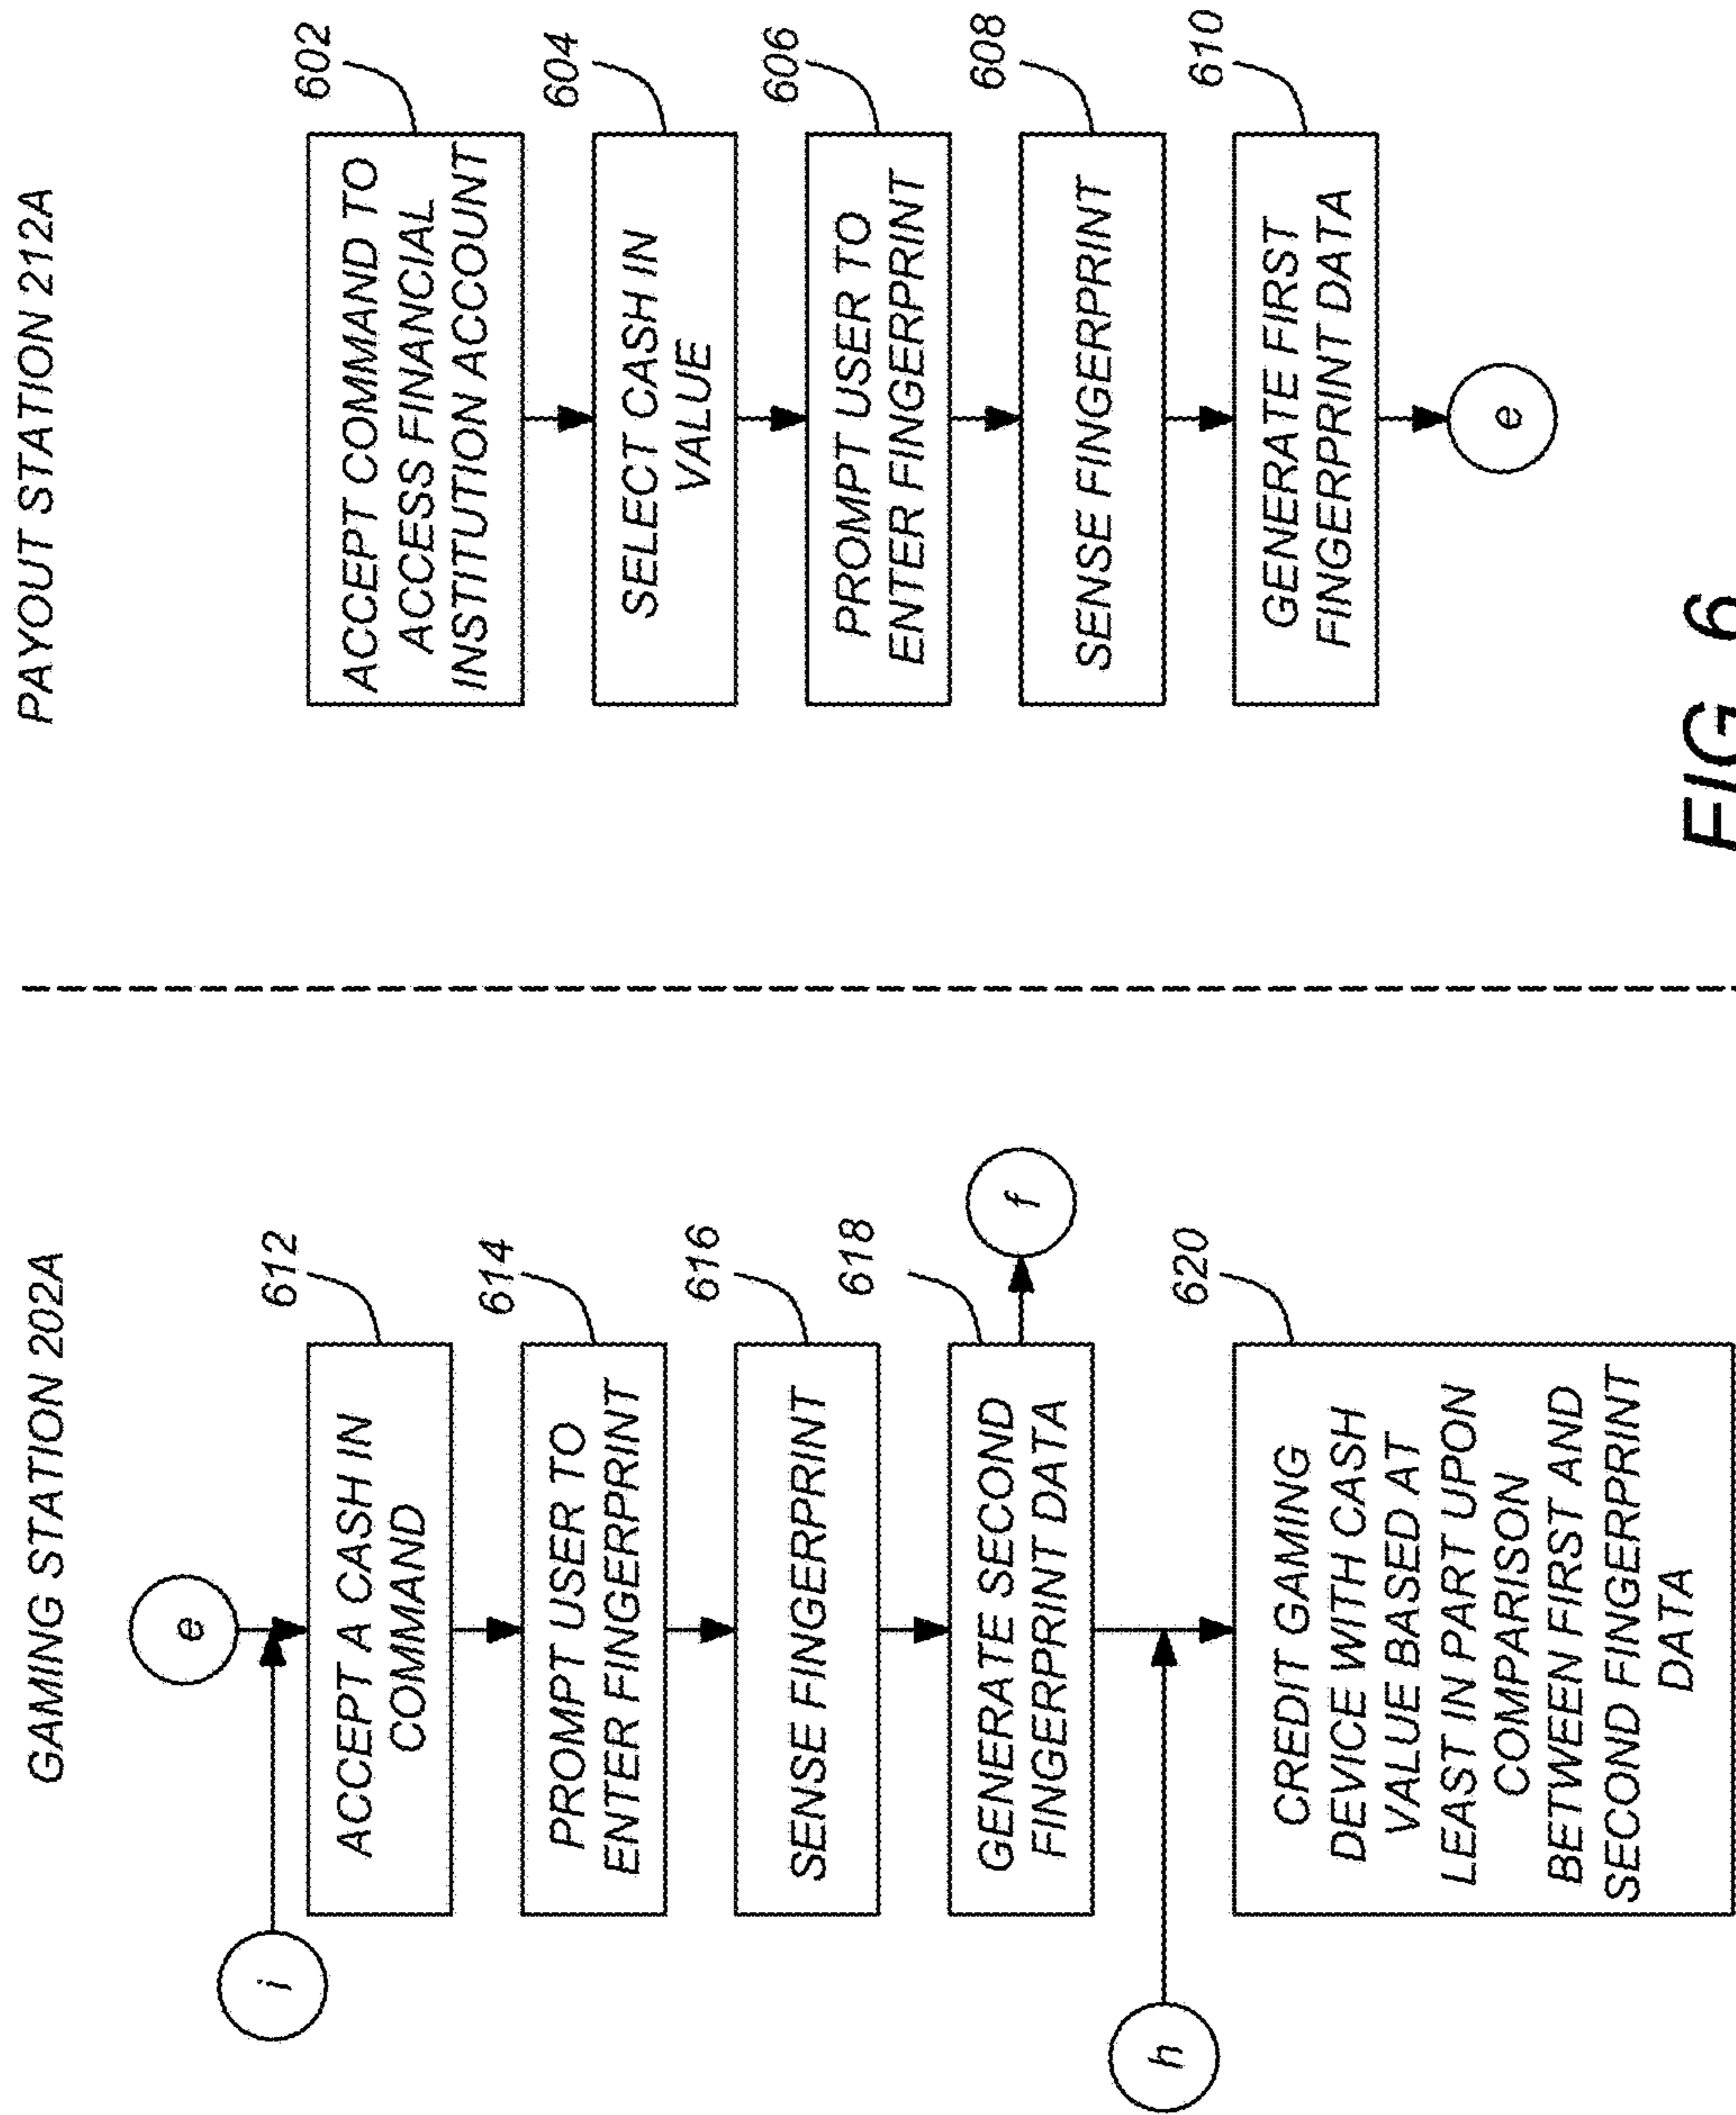 GAMING STATION 202A
e
i
612
ACCEPT A CASH IN
COMMAND
614
PROMPT USER TO
ENTER FINGERPRINT
616
SENSE FINGERPRINT
618
GENERATE SECOND
FINGERPRINT DATA
f
h
620
CREDIT GAMING
DEVICE WITH CASH
VALUE BASED AT
LEAST IN PART UPON
COMPARISON
BETWEEN FIRST AND
SECOND FINGERPRINT
DATA
PAYOUT STATION 212A
602
ACCEPT COMMAND TO
ACCESS FINANCIAL
INSTITUTION ACCOUNT
604
SELECT CASH IN
VALUE
606
PROMPT USER TO
ENTER FINGERPRINT
608
SENSE FINGERPRINT
610
GENERATE FIRST
FINGERPRINT DATA
e
FIG. 6